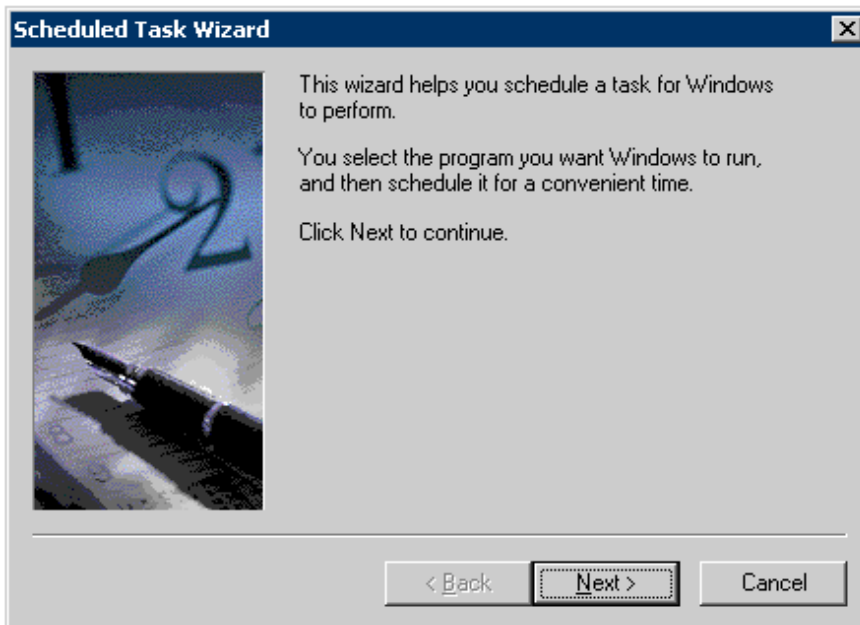 Scheduled Task Wizard
This wizard helps you schedule a task for Windows
to perform.
You select the program you want Windows to run,
and then schedule it for a convenient time.
Click Next to continue.
2
< Back
Next >
Cancel